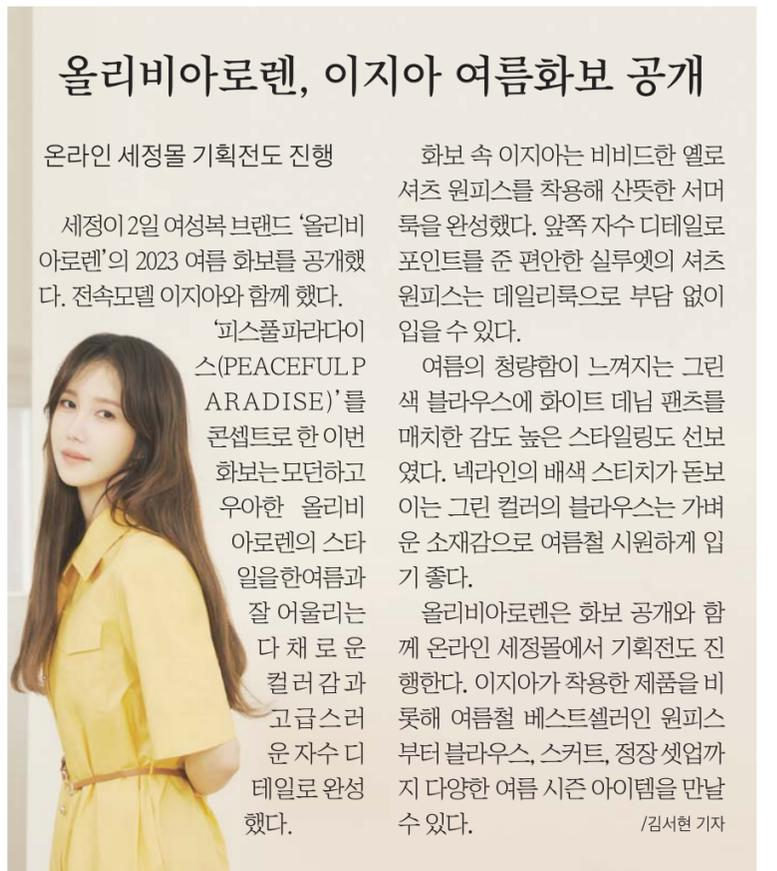 올리비아로렌, 이지아 여름화보 공개
온라인 세정몰 기획전도 진행
세정이 2일 여성복 브랜드 ‘올리비
아로렌’의 2023 여름 화보를 공개했
다. 전속모델 이지아와 함께 했다.
‘피스풀 파라다이
스(PEACEFUL P
ARADISE)’를
콘셉트로 한 이번
화보는 모던하고
우아한 올리비
아로렌의 스타
일을 한여름과
잘 어울리는
다채로운
컬러감과
고급스러
운 자수 디
테일로 완성
했다.
화보 속 이지아는 비비드한 옐로
셔츠 원피스를 착용해 산뜻한 서머
룩을 완성했다. 앞쪽 자수 디테일로
포인트를 준 편안한 실루엣의 셔츠
원피스는 데일리룩으로 부담 없이
입을 수 있다.
여름의 청량함이 느껴지는 그린
색 블라우스에 화이트 데님 팬츠를
매치한 감도 높은 스타일링도 선보
였다. 넥라인의 배색 스티치가 돋보
이는 그린 컬러의 블라우스는 가벼
운 소재감으로 여름철 시원하게 입
기 좋다.
올리비아로렌은 화보 공개와 함
께 온라인 세정몰에서 기획전도 진
행한다. 이지아가 착용한 제품을 비
롯해 여름철 베스트셀러인 원피스
부터 블라우스, 스커트, 정장 셋업까
지 다양한 여름 시즌 아이템을 만날
수 있다.
/김서현 기자